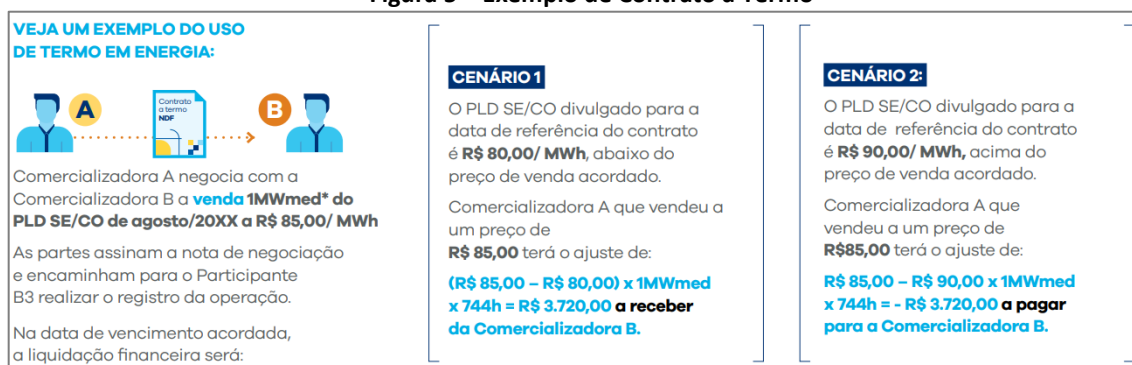 Figura 3 – Exemplo de Contrato a Termo
VEJA UM EXEMPLO DO USO
DE TERMO EM ENERGIA:
A
Contrato
a termo
NDF
B
Comercializadora A negocia com a
Comercializadora B a venda 1MWmed* do
PLD SE/CO de agosto/20XX a R$ 85,00/ MWh
As partes assinam a nota de negociação
e encaminham para o Participante
B3 realizar o registro da operação.
Na data de vencimento acordada,
a liquidação financeira será:
CENÁRIO 1
O PLD SE/CO divulgado para a
data de referência do contrato
é R$ 80,00/ MWh, abaixo do
preço de venda acordado.
Comercializadora A que vendeu a
um preço de
R$ 85,00 terá o ajuste de:
(R$ 85,00 – R$ 80,00) x 1MWmed
x 744h = R$ 3.720,00 a receber
da Comercializadora B.
CENÁRIO 2:
O PLD SE/CO divulgado para a
data de referência do contrato
é R$ 90,00/ MWh, acima do
preço de venda acordado.
Comercializadora A que
vendeu a um preço de
R$85,00 terá o ajuste de:
R$ 85,00 – R$ 90,00 x 1MWmed
x 744h = - R$ 3.720,00 a pagar
para a Comercializadora B.